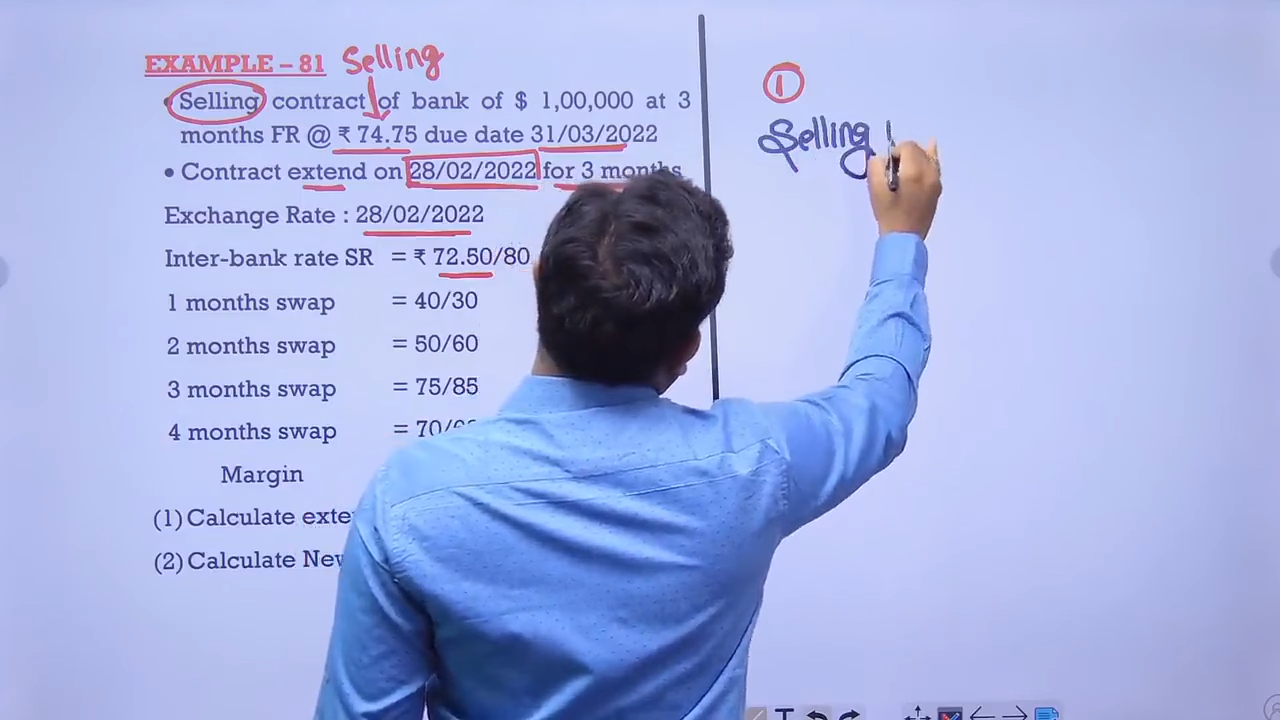 EXAMPLE – 81 Selling
• Selling contract of bank of $ 1,00,000 at 3
months FR @ ₹ 74.75 due date 31/03/2022
• Contract extend on 28/02/2022 for 3 months
Exchange Rate : 28/02/2022
Inter-bank rate SR = ₹ 72.50/80
1 months swap = 40/30
2 months swap = 50/60
3 months swap = 75/85
4 months swap = 70/
Margin
(1) Calculate
(2) Calculate
1
Selling